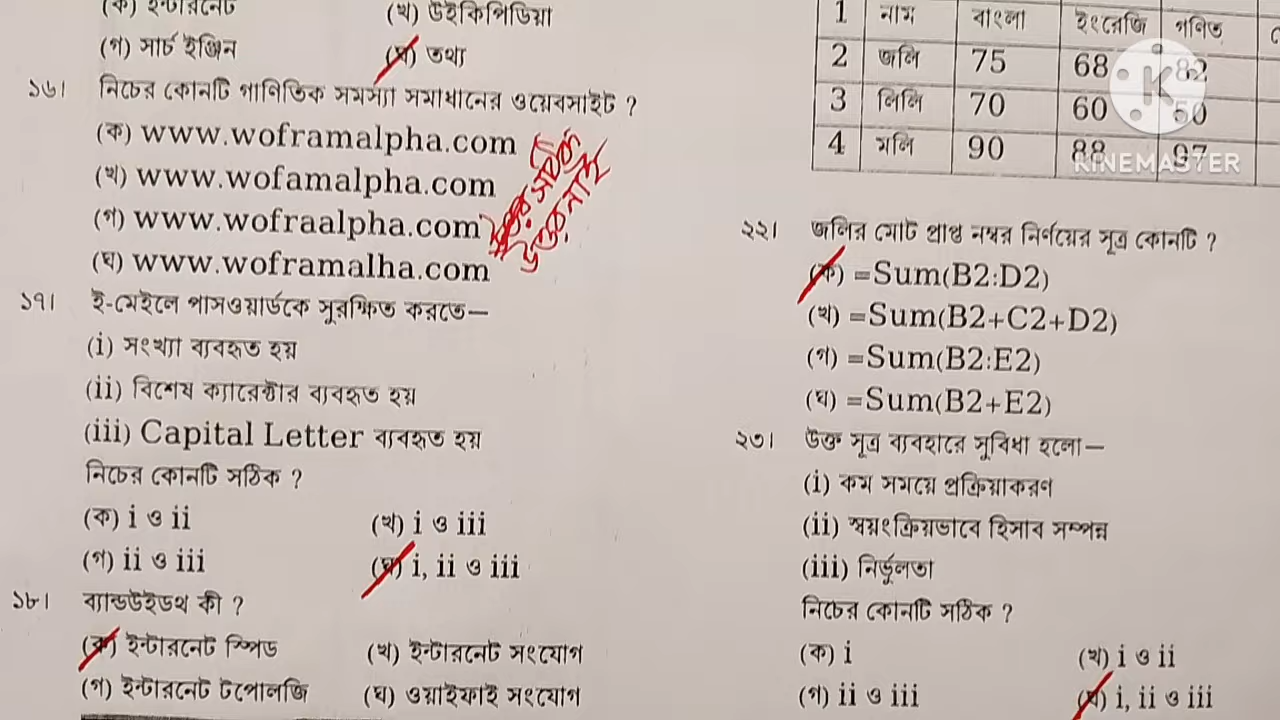 (ক) ইন্টারনেট (খ) উইকিপিডিয়া
(গ) সার্চ ইঞ্জিন (ঘ) তথ্য
১৬। নিচের কোনটি গাণিতিক সমস্যা সমাধানের ওয়েবসাইট ?
(ক) www.woframalpha.com
(খ) www.wofamalpha.com
(গ) www.wofraalpha.com
(ঘ) www.woframalha.com
সঠিক
উত্তর নাই
১৭। ই-মেইলে পাসওয়ার্ডকে সুরক্ষিত করতে—
(i) সংখ্যা ব্যবহৃত হয়
(ii) বিশেষ ক্যারেক্টার ব্যবহৃত হয়
(iii) Capital Letter ব্যবহৃত হয়
নিচের কোনটি সঠিক ?
(ক) i ও ii (খ) i ও iii
(গ) ii ও iii (ঘ) i, ii ও iii
১৮। ব্যান্ডউইডথ কী ?
(ক) ইন্টারনেট স্পিড (খ) ইন্টারনেট সংযোগ
(গ) ইন্টারনেট টপোলজি (ঘ) ওয়াইফাই সংযোগ
1 নাম বাংলা ইংরেজি গণিত
2 জলি 75 68 82
3 লিলি 70 60 50
4 মলি 90 88 97
KINEMASTER
২২। জলির মোট প্রাপ্ত নম্বর নির্ণয়ের সূত্র কোনটি ?
(ক) =Sum(B2:D2)
(খ) =Sum(B2+C2+D2)
(গ) =Sum(B2:E2)
(ঘ) =Sum(B2+E2)
২৩। উক্ত সূত্র ব্যবহারে সুবিধা হলো—
(i) কম সময়ে প্রক্রিয়াকরণ
(ii) স্বয়ংক্রিয়ভাবে হিসাব সম্পন্ন
(iii) নির্ভুলতা
নিচের কোনটি সঠিক ?
(ক) i (খ) i ও ii
(গ) ii ও iii (ঘ) i, ii ও iii